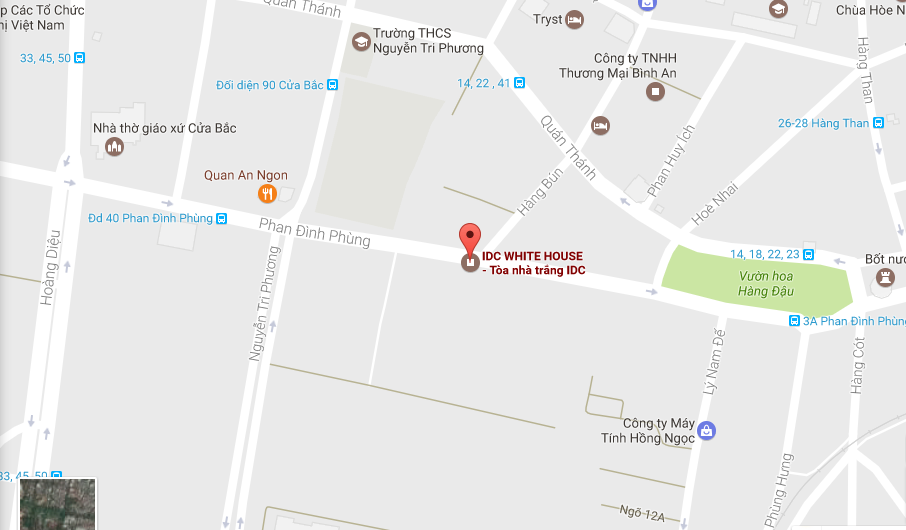 p Các Tổ Chức
hị Việt Nam
Quán Thánh
Trường THCS
Nguyễn Tri Phương
Tryst
Chùa Hòe N
33, 45, 50
Đối diện 90 Cửa Bắc
14, 22 , 41
Công ty TNHH
Thương Mại Bình An
Hàng Than
Nhà thờ giáo xứ Cửa Bắc
Quán Thánh
Phan Huy Ích
26-28 Hàng Than
Quan An Ngon
Hàng Bún
Hoè Nhai
Đd 40 Phan Đình Phùng
Phan Đình Phùng
Hoàng Diệu
IDC WHITE HOUSE
- Tòa nhà trắng IDC
14, 18, 22, 23
Bốt nư
Vườn hoa
Hàng Đậu
Nguyễn Tri Phương
3A Phan Đình Phùng
Lý Nam Đế
Hàng Cót
Công ty Máy
Tính Hồng Ngọc
33, 45, 50
Phùng Hưng
Ngõ 12A